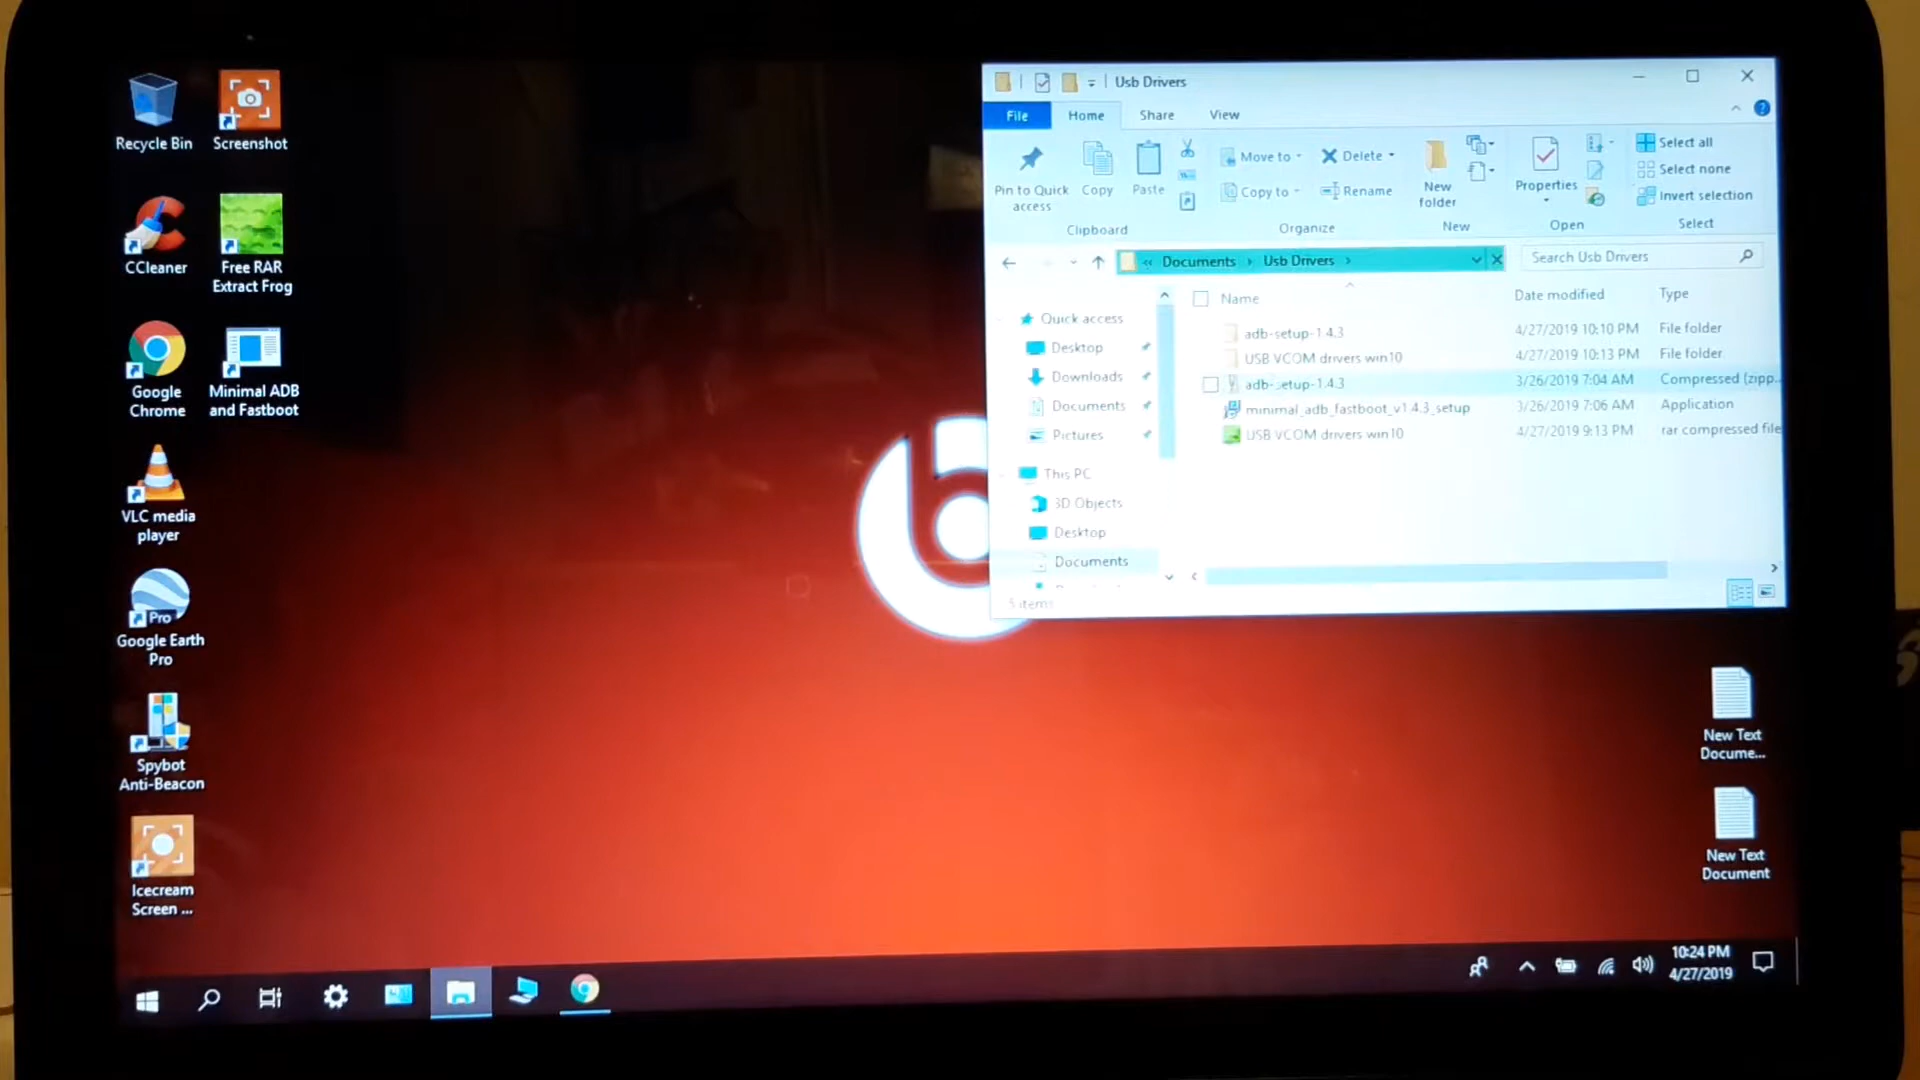 Recycle Bin
Screenshot
CCleaner
Free RAR
Extract Frog
Google
Chrome
Minimal ADB
and Fastboot
VLC media
player
Pro
Google Earth
Pro
Spybot
Anti-Beacon
Icecream
Screen ...
Usb Drivers
File
Home
Share
View
Pin to Quick
access
Copy
Paste
Clipboard
Move to
Copy to
Delete
Rename
Organize
New
folder
New
Properties
Open
Select all
Select none
Invert selection
Select
« Documents › Usb Drivers ›
Search Usb Drivers
Quick access
Desktop
Downloads
Documents
Pictures
This PC
3D Objects
Desktop
Documents
Name Date modified Type
adb-setup-1.4.3 4/27/2019 10:10 PM File folder
USB VCOM drivers win10 4/27/2019 10:13 PM File folder
adb-setup-1.4.3 3/26/2019 7:04 AM Compressed (zipp...
minimal_adb_fastboot_v1.4.3_setup 3/26/2019 7:06 AM Application
USB VCOM drivers win10 4/27/2019 9:13 PM rar compressed file
5 items
New Text
Docume...
New Text
Document
10:24 PM
4/27/2019